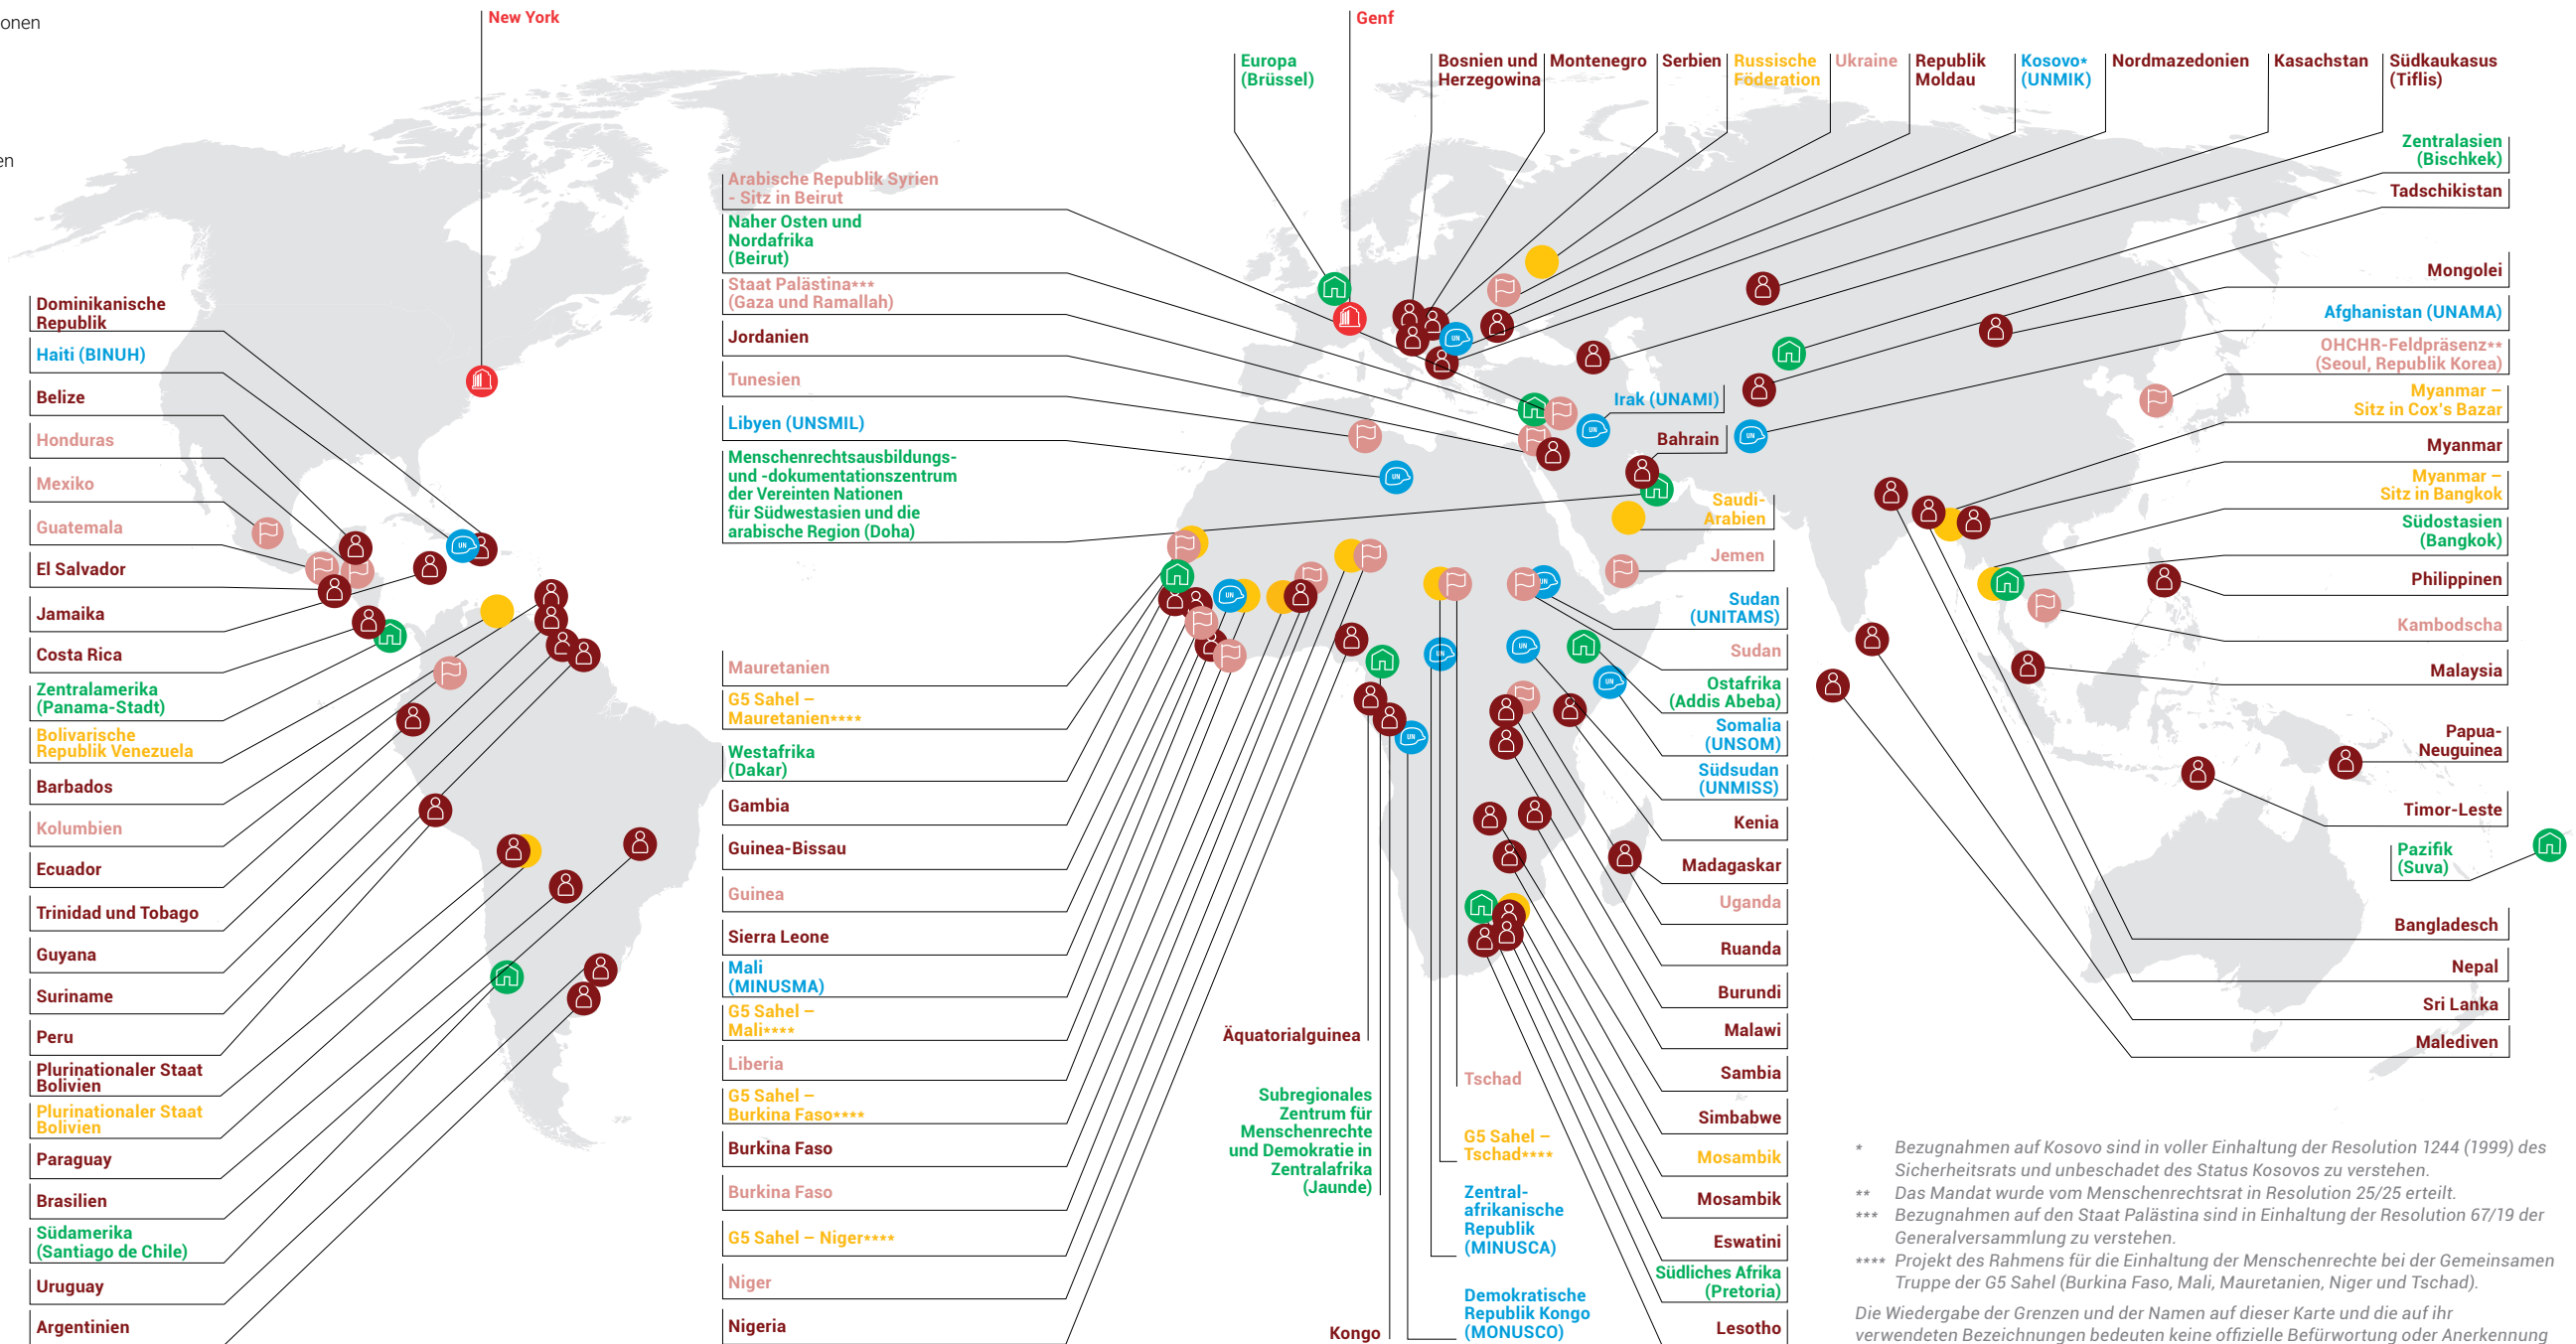 onen
en
New York
Genf
Europa
(Brüssel)
Bosnien und
Herzegowina
Montenegro
Serbien
Russische
Föderation
Ukraine
Republik
Moldau
Kosovo*
(UNMIK)
Nordmazedonien
Kasachstan
Südkaukasus
(Tiflis)
Zentralasien
(Bischkek)
Tadschikistan
Mongolei
Afghanistan (UNAMA)
OHCHR-Feldpräsenz**
(Seoul, Republik Korea)
Myanmar –
Sitz in Cox's Bazar
Myanmar
Myanmar –
Sitz in Bangkok
Südostasien
(Bangkok)
Philippinen
Kambodscha
Malaysia
Papua-
Neuguinea
Timor-Leste
Pazifik
(Suva)
Bangladesch
Nepal
Sri Lanka
Malediven
Dominikanische
Republik
Haiti (BINUH)
Belize
Honduras
Mexiko
Guatemala
El Salvador
Jamaika
Costa Rica
Zentralamerika
(Panama-Stadt)
Bolivarische
Republik Venezuela
Barbados
Kolumbien
Ecuador
Trinidad und Tobago
Guyana
Suriname
Peru
Plurinationaler Staat
Bolivien
Plurinationaler Staat
Bolivien
Paraguay
Brasilien
Südamerika
(Santiago de Chile)
Uruguay
Argentinien
Arabische Republik Syrien
- Sitz in Beirut
Naher Osten und
Nordafrika
(Beirut)
Staat Palästina***
(Gaza und Ramallah)
Jordanien
Tunesien
Libyen (UNSMIL)
Menschenrechtsausbildungs-
und -dokumentationszentrum
der Vereinten Nationen
für Südwestasien und die
arabische Region (Doha)
Mauretanien
G5 Sahel –
Mauretanien****
Westafrika
(Dakar)
Gambia
Guinea-Bissau
Guinea
Sierra Leone
Mali
(MINUSMA)
G5 Sahel –
Mali****
Liberia
G5 Sahel –
Burkina Faso****
Burkina Faso
Burkina Faso
G5 Sahel – Niger****
Niger
Nigeria
Irak (UNAMI)
Bahrain
Saudi-
Arabien
Jemen
Sudan
(UNITAMS)
Sudan
Ostafrika
(Addis Abeba)
Somalia
(UNSOM)
Südsudan
(UNMISS)
Kenia
Madagaskar
Uganda
Ruanda
Burundi
Malawi
Sambia
Simbabwe
Mosambik
Mosambik
Eswatini
Südliches Afrika
(Pretoria)
Lesotho
Äquatorialguinea
Subregionales
Zentrum für
Menschenrechte
und Demokratie in
Zentralafrika
(Jaunde)
Kongo
Tschad
G5 Sahel –
Tschad****
Zentral-
afrikanische
Republik
(MINUSCA)
Demokratische
Republik Kongo
(MONUSCO)
UN
UN
UN
UN
UN
UN
UN
UN
UN
UN
UN
* Bezugnahmen auf Kosovo sind in voller Einhaltung der Resolution 1244 (1999) des
Sicherheitsrats und unbeschadet des Status Kosovos zu verstehen.
** Das Mandat wurde vom Menschenrechtsrat in Resolution 25/25 erteilt.
*** Bezugnahmen auf den Staat Palästina sind in Einhaltung der Resolution 67/19 der
Generalversammlung zu verstehen.
**** Projekt des Rahmens für die Einhaltung der Menschenrechte bei der Gemeinsamen
Truppe der G5 Sahel (Burkina Faso, Mali, Mauretanien, Niger und Tschad).
Die Wiedergabe der Grenzen und der Namen auf dieser Karte und die auf ihr
verwendeten Bezeichnungen bedeuten keine offizielle Befürwortung oder Anerkennung